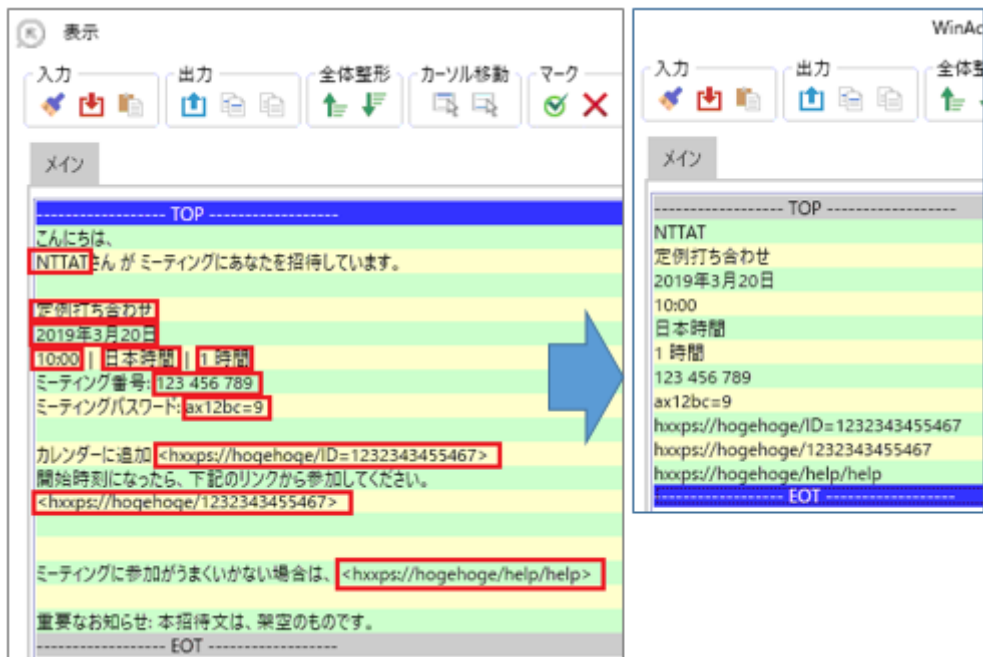 表示
入力 出力 全体整形 カーソル移動 マーク
メイン
------------------ TOP ------------------
こんにちは、
NTTATさん が ミーティングにあなたを招待しています。
定例打ち合わせ
2019年3月20日
10:00 | 日本時間 | 1 時間
ミーティング番号: 123 456 789
ミーティングパスワード: ax12bc=9
カレンダーに追加 <hxxps://hogehoge/ID=1232343455467>
開始時刻になったら、下記のリンクから参加してください。
<hxxps://hogehoge/1232343455467>
ミーティングに参加がうまくいかない場合は、 <hxxps://hogehoge/help/help>
重要なお知らせ: 本招待文は、架空のものです。
------------------ EOT ------------------
WinAc
入力 出力 全体整
メイン
------------------ TOP ------------------
NTTAT
定例打ち合わせ
2019年3月20日
10:00
日本時間
1 時間
123 456 789
ax12bc=9
hxxps://hogehoge/ID=1232343455467
hxxps://hogehoge/1232343455467
hxxps://hogehoge/help/help
------------------ EOT ------------------